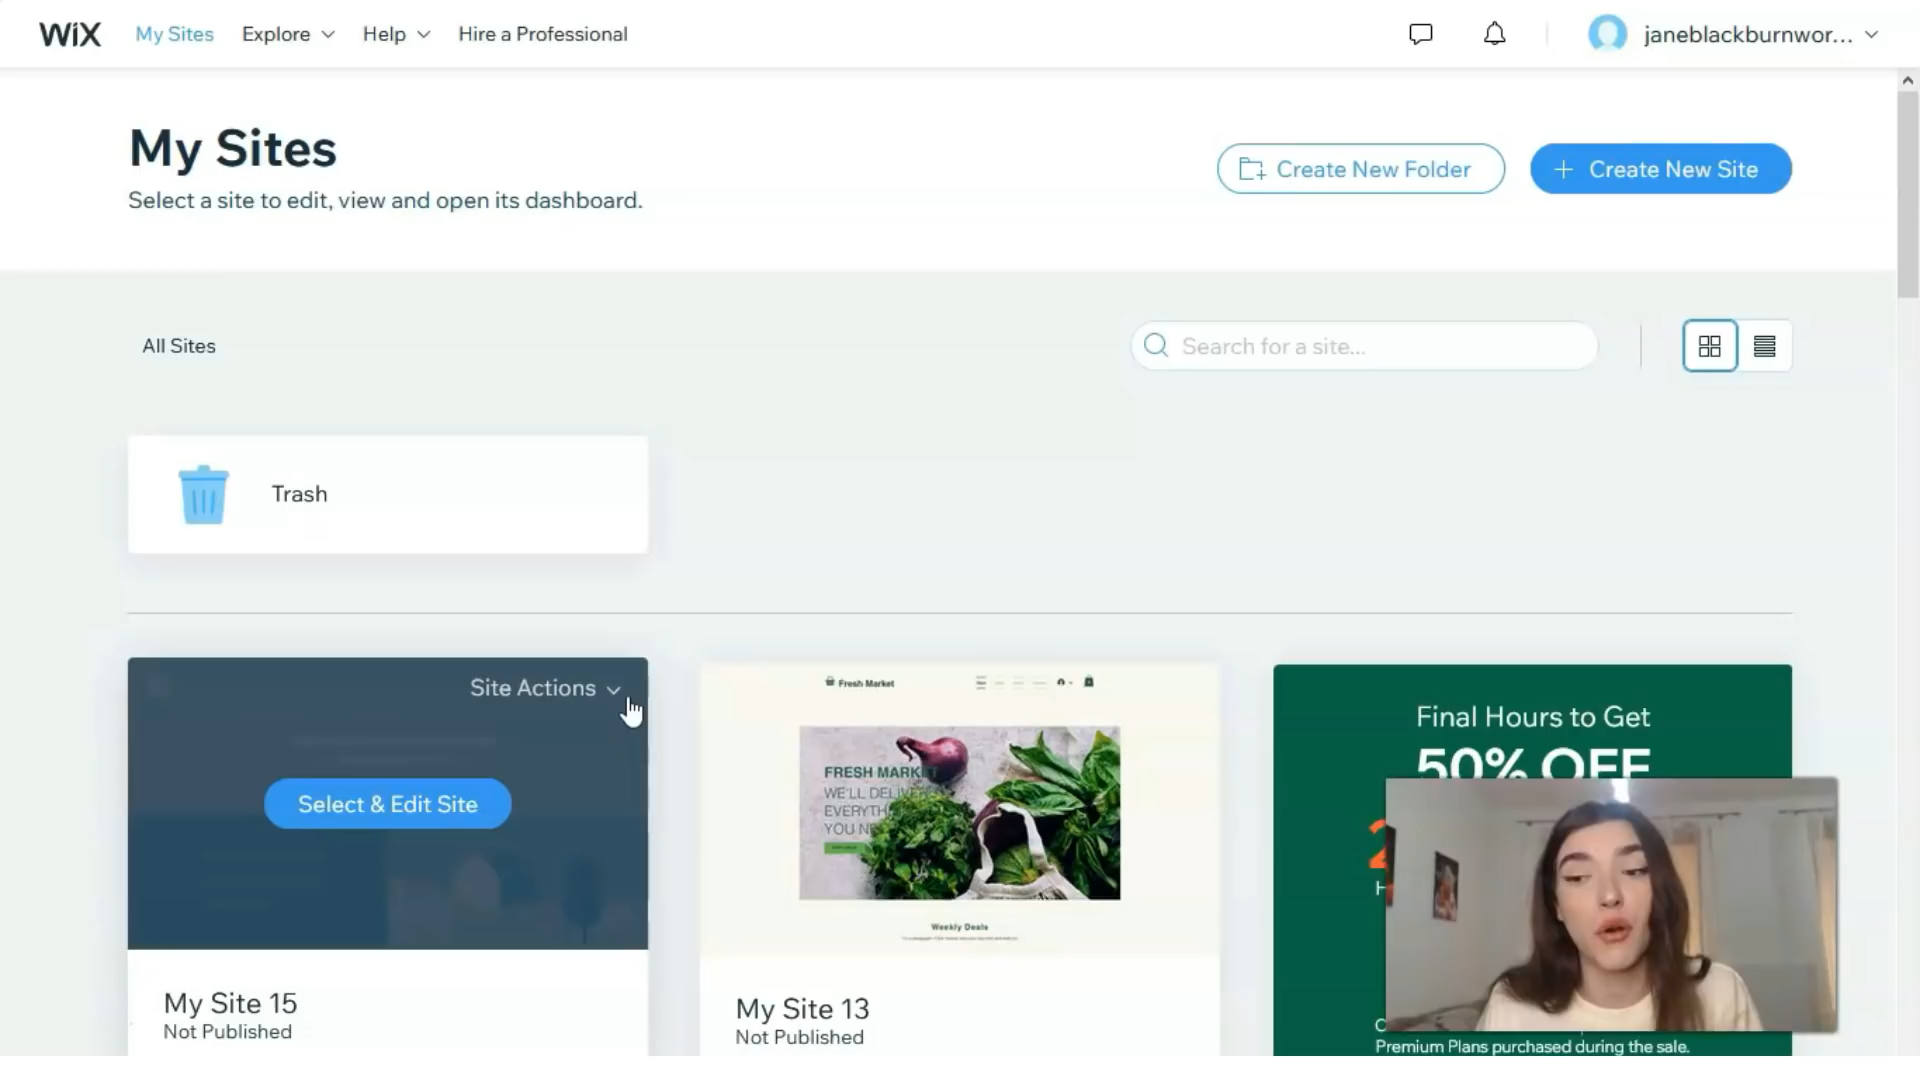 WiX My Sites Explore Help Hire a Professional janeblackburnwor...
My Sites
Select a site to edit, view and open its dashboard.
Create New Folder
+ Create New Site
All Sites
Search for a site...
Trash
Site Actions
Select & Edit Site
My Site 15
Not Published
Fresh Market
FRESH MARKET
WE'LL DELIVER
EVERYTH
YOU N
Weekly Deals
My Site 13
Not Published
Final Hours to Get
50% OFF
2
H
C
Premium Plans purchased during the sale.